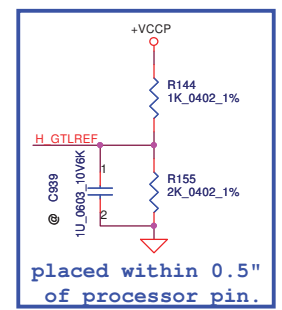 +VCCP
R144
1K_0402_1%
H_GTLREF
1
@ C939
1U_0603_10V6K
2
R155
2K_0402_1%
placed within 0.5"
of processor pin.